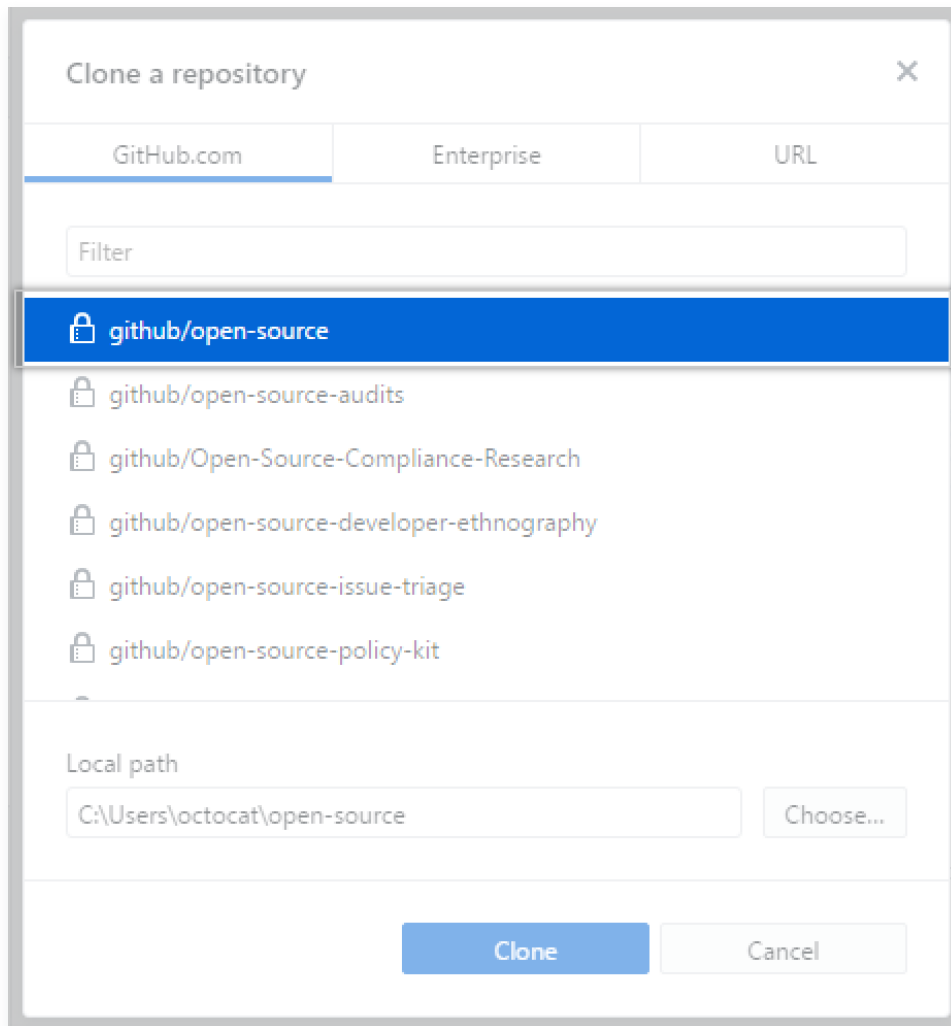 Clone a repository
GitHub.com Enterprise URL
Filter
github/open-source
github/open-source-audits
github/Open-Source-Compliance-Research
github/open-source-developer-ethnography
github/open-source-issue-triage
github/open-source-policy-kit
Local path
C:\Users\octocat\open-source Choose...
Clone Cancel